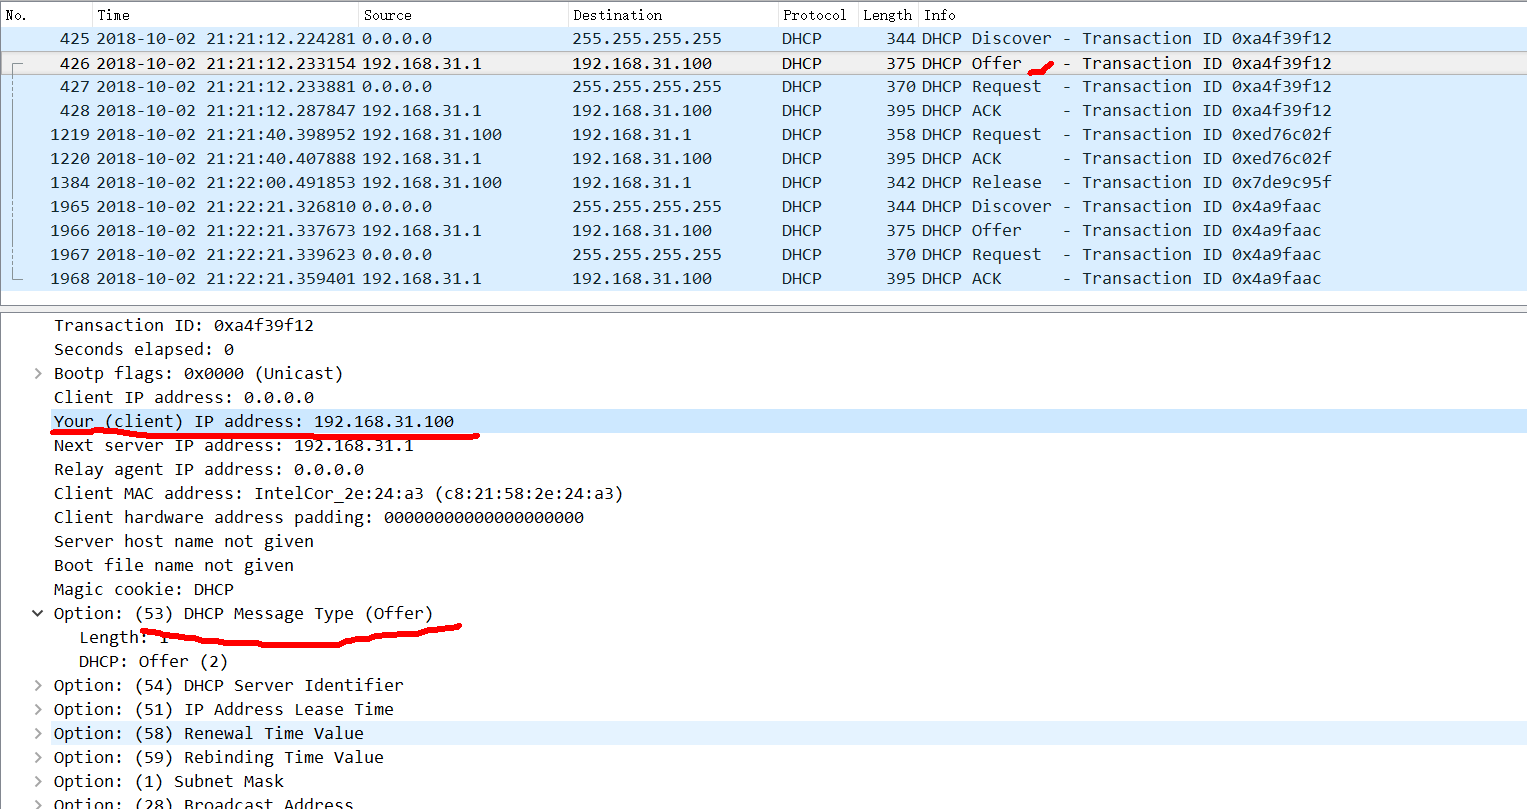 No. Time Source Destination Protocol Length Info
425 2018-10-02 21:21:12.224281 0.0.0.0 255.255.255.255 DHCP 344 DHCP Discover - Transaction ID 0xa4f39f12
426 2018-10-02 21:21:12.233154 192.168.31.1 192.168.31.100 DHCP 375 DHCP Offer - Transaction ID 0xa4f39f12
427 2018-10-02 21:21:12.233881 0.0.0.0 255.255.255.255 DHCP 370 DHCP Request - Transaction ID 0xa4f39f12
428 2018-10-02 21:21:12.287847 192.168.31.1 192.168.31.100 DHCP 395 DHCP ACK - Transaction ID 0xa4f39f12
1219 2018-10-02 21:21:40.398952 192.168.31.100 192.168.31.1 DHCP 358 DHCP Request - Transaction ID 0xed76c02f
1220 2018-10-02 21:21:40.407888 192.168.31.1 192.168.31.100 DHCP 395 DHCP ACK - Transaction ID 0xed76c02f
1384 2018-10-02 21:22:00.491853 192.168.31.100 192.168.31.1 DHCP 342 DHCP Release - Transaction ID 0x7de9c95f
1965 2018-10-02 21:22:21.326810 0.0.0.0 255.255.255.255 DHCP 344 DHCP Discover - Transaction ID 0x4a9faac
1966 2018-10-02 21:22:21.337673 192.168.31.1 192.168.31.100 DHCP 375 DHCP Offer - Transaction ID 0x4a9faac
1967 2018-10-02 21:22:21.339623 0.0.0.0 255.255.255.255 DHCP 370 DHCP Request - Transaction ID 0x4a9faac
1968 2018-10-02 21:22:21.359401 192.168.31.1 192.168.31.100 DHCP 395 DHCP ACK - Transaction ID 0x4a9faac
Transaction ID: 0xa4f39f12
Seconds elapsed: 0
Bootp flags: 0x0000 (Unicast)
Client IP address: 0.0.0.0
Your (client) IP address: 192.168.31.100
Next server IP address: 192.168.31.1
Relay agent IP address: 0.0.0.0
Client MAC address: IntelCor_2e:24:a3 (c8:21:58:2e:24:a3)
Client hardware address padding: 00000000000000000000
Server host name not given
Boot file name not given
Magic cookie: DHCP
Option: (53) DHCP Message Type (Offer)
Length: 1
DHCP: Offer (2)
Option: (54) DHCP Server Identifier
Option: (51) IP Address Lease Time
Option: (58) Renewal Time Value
Option: (59) Rebinding Time Value
Option: (1) Subnet Mask
Option: (28) Broadcast Address